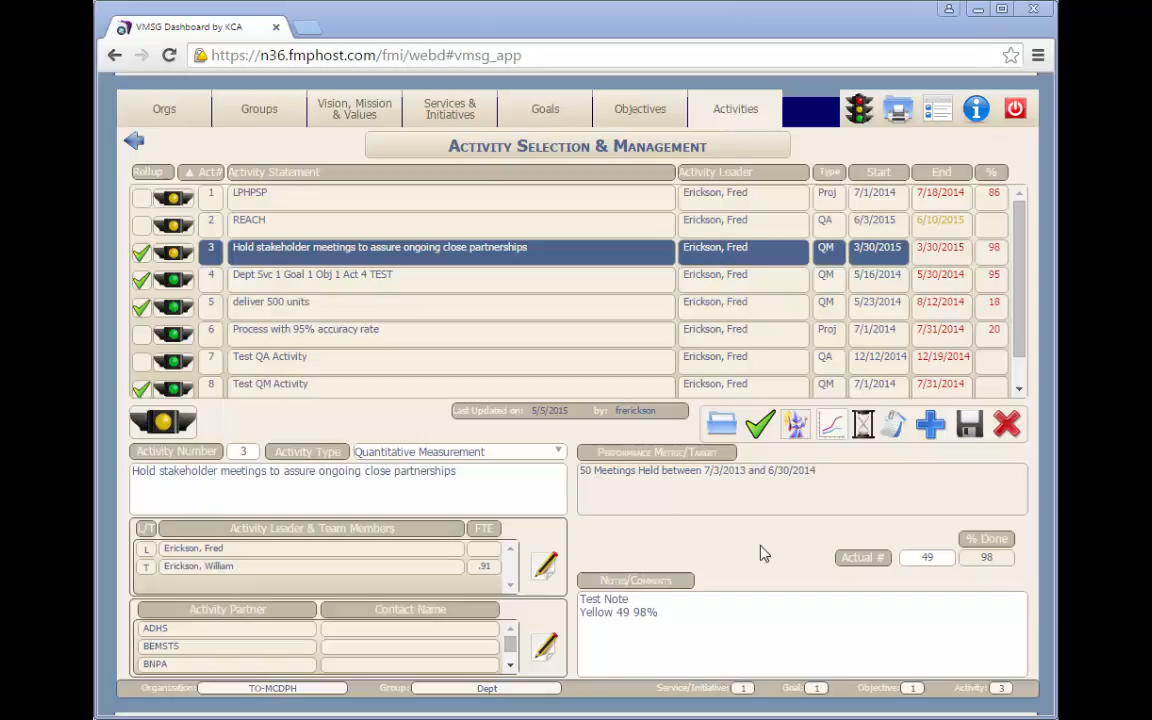 VMSG Dashboard by KCA
https://n36.fmphost.com/fmi/webd#vmsg_app
Orgs Groups Vision, Mission & Values Services & Initiatives Goals Objectives Activities
Activity Selection & Management
Rollup Act# Activity Statement Activity Leader Type Start End %
1 LPHPSP Erickson, Fred Proj 7/1/2014 7/18/2014 86
2 REACH Erickson, Fred QA 6/3/2015 6/10/2015
3 Hold stakeholder meetings to assure ongoing close partnerships Erickson, Fred QM 3/30/2015 3/30/2015 98
4 Dept Svc 1 Goal 1 Obj 1 Act 4 TEST Erickson, Fred QM 5/16/2014 5/30/2014 95
5 deliver 500 units Erickson, Fred QM 5/23/2014 8/12/2014 18
6 Process with 95% accuracy rate Erickson, Fred Proj 7/1/2014 7/31/2014 20
7 Test QA Activity Erickson, Fred QA 12/12/2014 12/19/2014
8 Test QM Activity Erickson, Fred QM 7/1/2014 7/31/2014
Last Updated on: 5/5/2015 by: frerickson
Activity Number 3 Activity Type Quantitative Measurement
Performance Metric/Target
Hold stakeholder meetings to assure ongoing close partnerships
50 Meetings Held between 7/3/2013 and 6/30/2014
L/T Activity Leader & Team Members FTE
L Erickson, Fred
T Erickson, William .91
% Done
Actual # 49 98
Notes/Comments
Test Note
Yellow 49 98%
Activity Partner Contact Name
ADHS
BEMSTS
BNPA
Organization: TO-MCDPH Group: Dept Service/Initiative: 1 Goal: 1 Objective: 1 Activity: 3